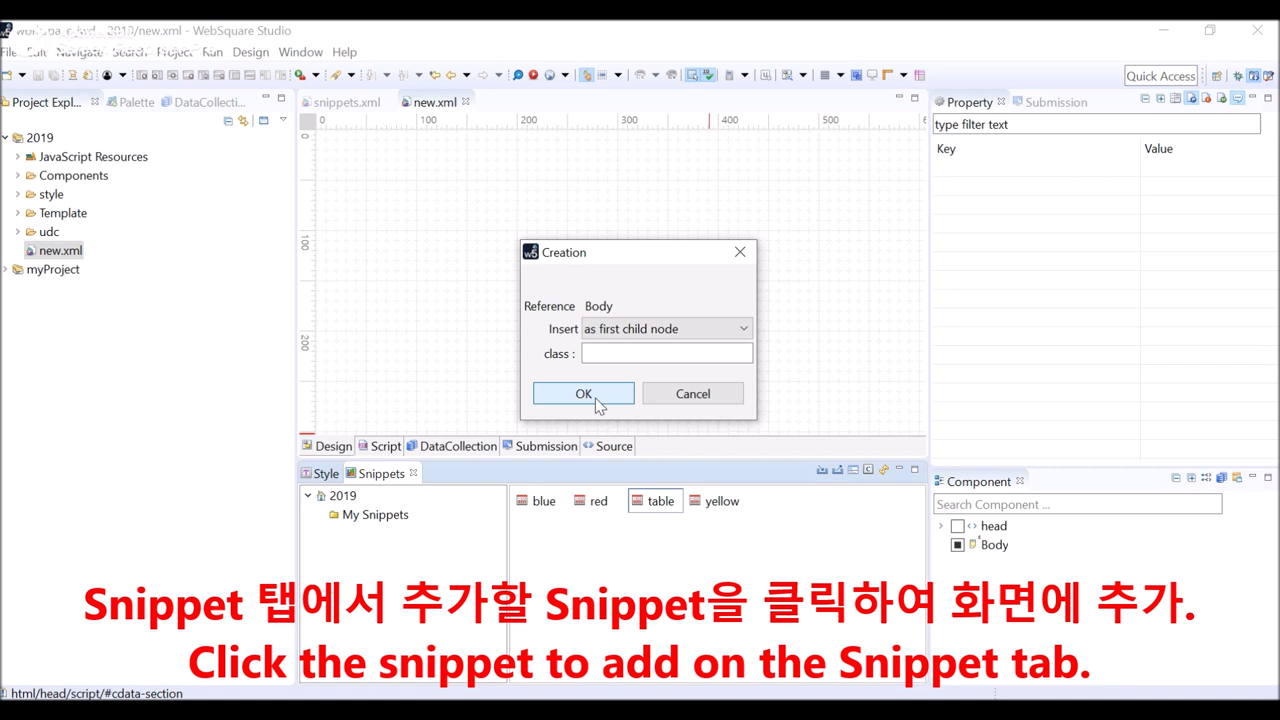 2019/new.xml - WebSquare Studio
File Edit Navigate Search Project Run Design Window Help
Quick Access
Project Expl... Palette DataCollecti...
snippets.xml new.xml
Property Submission
0 100 200 300 400 500
type filter text
0
Key Value
2019
JavaScript Resources
Components
style
Template
udc
new.xml
myProject
100
200
Creation
Reference Body
Insert as first child node
class :
OK Cancel
Design Script DataCollection Submission Source
Style Snippets
2019
My Snippets
blue red table yellow
Component
Search Component ...
head
Body
Snippet 탭에서 추가할 Snippet을 클릭하여 화면에 추가.
Click the snippet to add on the Snippet tab.
html/head/script/#cdata-section